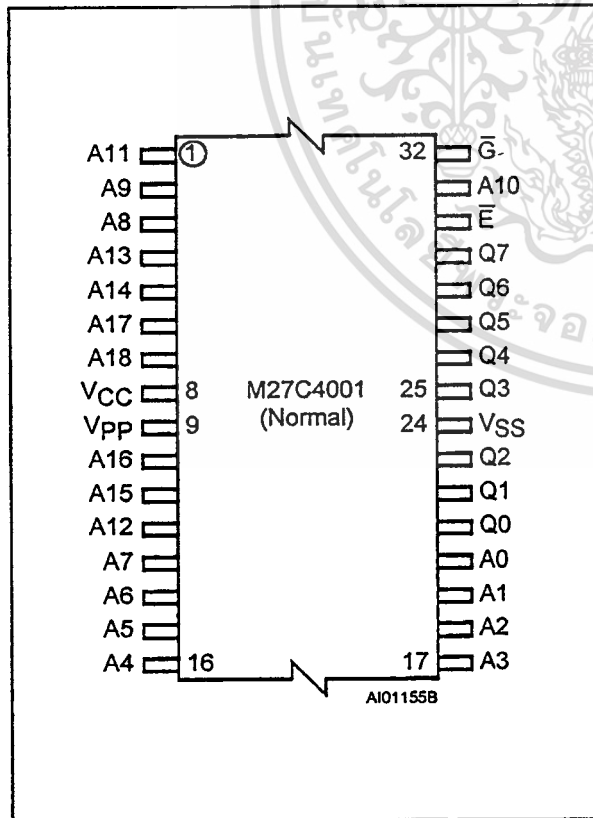 A11 1 32 G̅
A9 A10
A8 E̅
A13 Q7
A14 Q6
A17 Q5
A18 Q4
VCC 8 M27C4001 25 Q3
VPP 9 (Normal) 24 VSS
A16 Q2
A15 Q1
A12 Q0
A7 A0
A6 A1
A5 A2
A4 16 17 A3
AI01155B